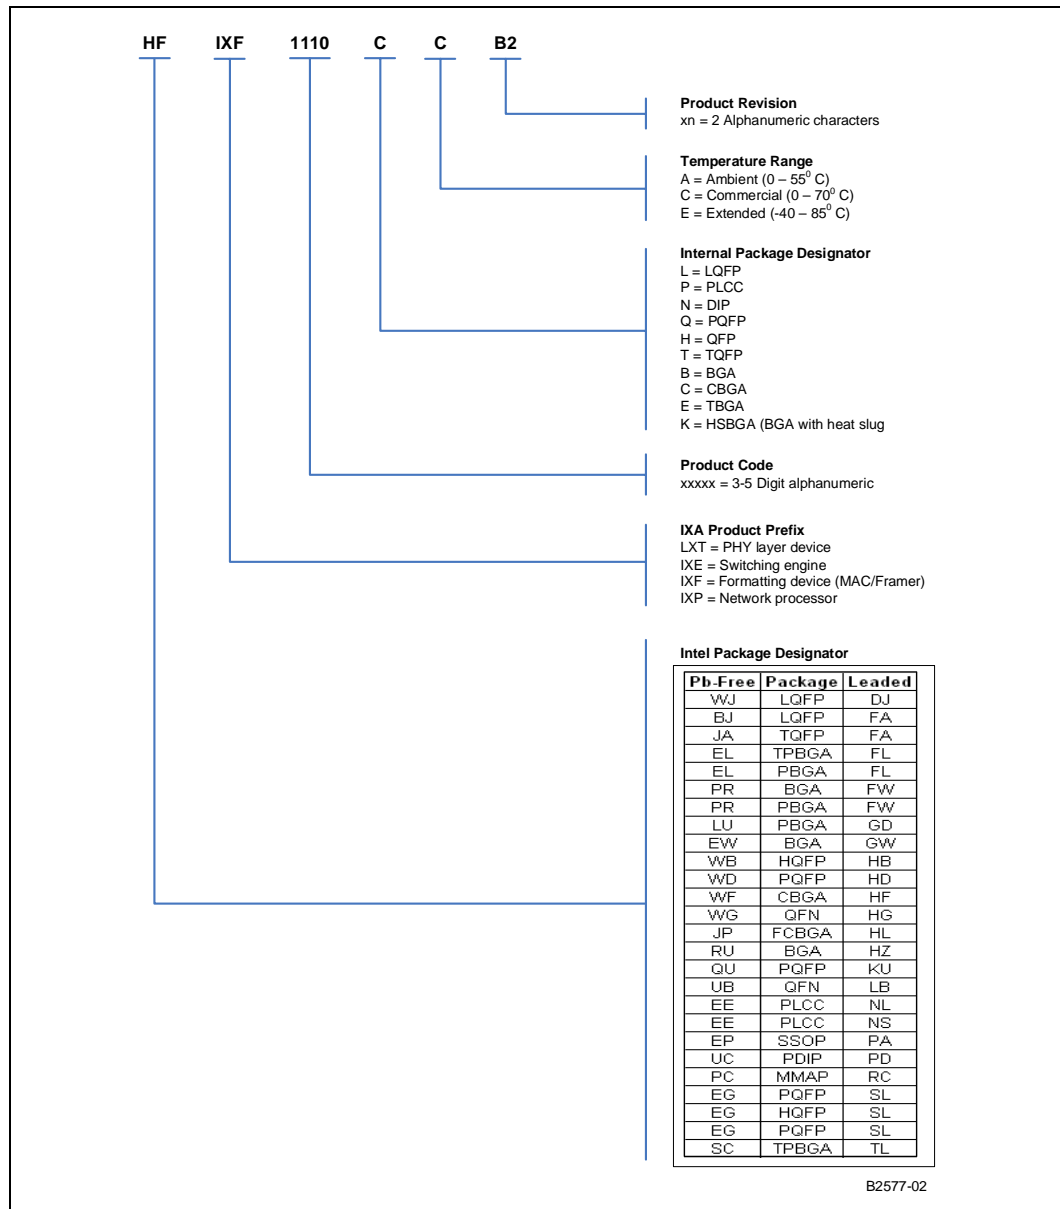 HF IXF 1110 C C B2
Product Revision
xn = 2 Alphanumeric characters
Temperature Range
A = Ambient (0 – 55⁰ C)
C = Commercial (0 – 70⁰ C)
E = Extended (-40 – 85⁰ C)
Internal Package Designator
L = LQFP
P = PLCC
N = DIP
Q = PQFP
H = QFP
T = TQFP
B = BGA
C = CBGA
E = TBGA
K = HSBGA (BGA with heat slug
Product Code
xxxxx = 3-5 Digit alphanumeric
IXA Product Prefix
LXT = PHY layer device
IXE = Switching engine
IXF = Formatting device (MAC/Framer)
IXP = Network processor
Intel Package Designator
Pb-Free Package Leaded
WJ LQFP DJ
BJ LQFP FA
JA TQFP FA
EL TPBGA FL
EL PBGA FL
PR BGA FW
PR PBGA FW
LU PBGA GD
EW BGA GW
WB HQFP HB
WD PQFP HD
WF CBGA HF
WG QFN HG
JP FCBGA HL
RU BGA HZ
QU PQFP KU
UB QFN LB
EE PLCC NL
EE PLCC NS
EP SSOP PA
UC PDIP PD
PC MMAP RC
EG PQFP SL
EG HQFP SL
EG PQFP SL
SC TPBGA TL
B2577-02